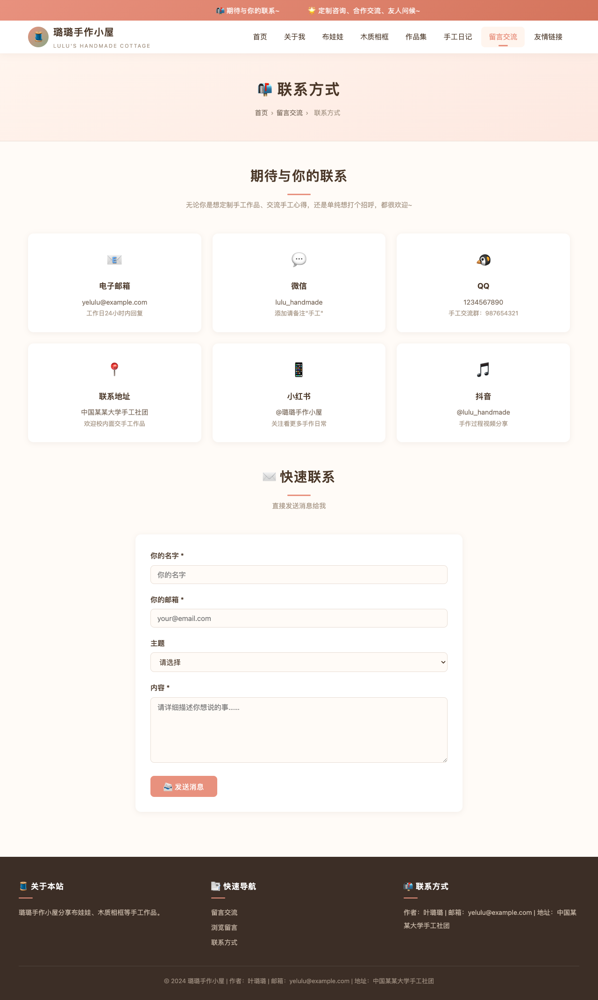 📬 期待与你的联系~ 🌟 定制咨询、合作交流、友人问候~
璐璐手作小屋
LULU'S HANDMADE COTTAGE
首页 关于我 布娃娃 木质相框 作品集 手工日记 留言交流 友情链接
📬 联系方式
首页 › 留言交流 › 联系方式
期待与你的联系
无论你是想定制手工作品、交流手工心得，还是单纯想打个招呼，都很欢迎~
电子邮箱
yelulu@example.com
工作日24小时内回复
微信
lulu_handmade
添加请备注"手工"
QQ
1234567890
手工交流群：987654321
联系地址
中国某某大学手工社团
欢迎校内面交手工作品
小红书
@璐璐手作小屋
关注看更多手作日常
抖音
@lulu_handmade
手作过程视频分享
✉️ 快速联系
直接发送消息给我
你的名字 *
你的名字
你的邮箱 *
your@email.com
主题
请选择
内容 *
请详细描述你想说的事……
📨 发送消息
🧵 关于本站
璐璐手作小屋分享布娃娃、木质相框等手工作品。
📑 快速导航
留言交流
浏览留言
联系方式
📬 联系方式
作者：叶璐璐 | 邮箱：yelulu@example.com | 地址：中国某
某大学手工社团
© 2024 璐璐手作小屋 | 作者：叶璐璐 | 邮箱：yelulu@example.com | 地址：中国某某大学手工社团